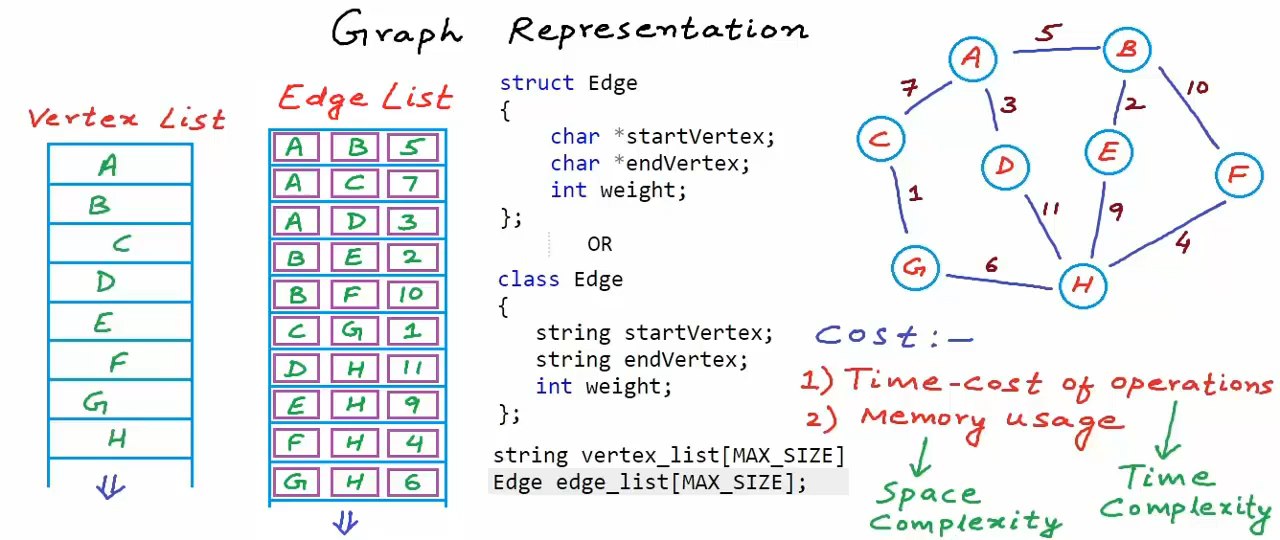 Graph Representation
Vertex List
A
B
C
D
E
F
G
H
Edge List
A B 5
A C 7
A D 3
B E 2
B F 10
C G 1
D H 11
E H 9
F H 4
G H 6
struct Edge
{
char *startVertex;
char *endVertex;
int weight;
};
OR
class Edge
{
string startVertex;
string endVertex;
int weight;
};
string vertex_list[MAX_SIZE]
Edge edge_list[MAX_SIZE];
A
5
B
7
3
2
10
C
D
E
F
1
11
9
4
G
6
H
Cost:-
1) Time-cost of operations
2) Memory usage
Space
Complexity
Time
Complexity